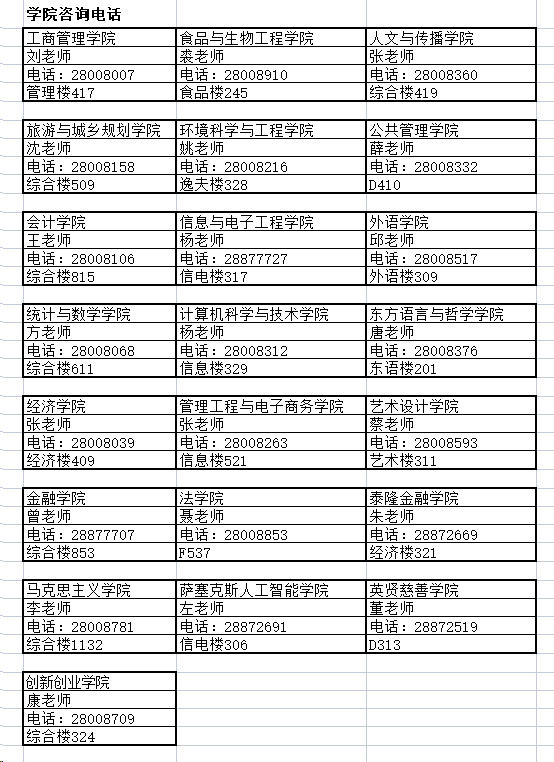 学院咨询电话
工商管理学院 食品与生物工程学院 人文与传播学院
刘老师 裘老师 张老师
电话：28008007 电话：28008910 电话：28008360
管理楼417 食品楼245 综合楼419
旅游与城乡规划学院 环境科学与工程学院 公共管理学院
沈老师 姚老师 薛老师
电话：28008158 电话：28008216 电话：28008332
综合楼509 逸夫楼328 D410
会计学院 信息与电子工程学院 外语学院
王老师 杨老师 邱老师
电话：28008106 电话：28877727 电话：28008517
综合楼815 信电楼317 外语楼309
统计与数学学院 计算机科学与技术学院 东方语言与哲学学院
方老师 杨老师 唐老师
电话：28008068 电话：28008312 电话：28008376
综合楼611 信息楼329 东语楼201
经济学院 管理工程与电子商务学院 艺术设计学院
张老师 张老师 蔡老师
电话：28008039 电话：28008263 电话：28008593
经济楼409 信息楼521 艺术楼311
金融学院 法学院 泰隆金融学院
曾老师 聂老师 朱老师
电话：28877707 电话：28008853 电话：28872669
综合楼853 F537 经济楼321
马克思主义学院 萨塞克斯人工智能学院 英贤慈善学院
李老师 左老师 董老师
电话：28008781 电话：28872691 电话：28872519
综合楼1132 信电楼306 D313
创新创业学院
康老师
电话：28008709
综合楼324